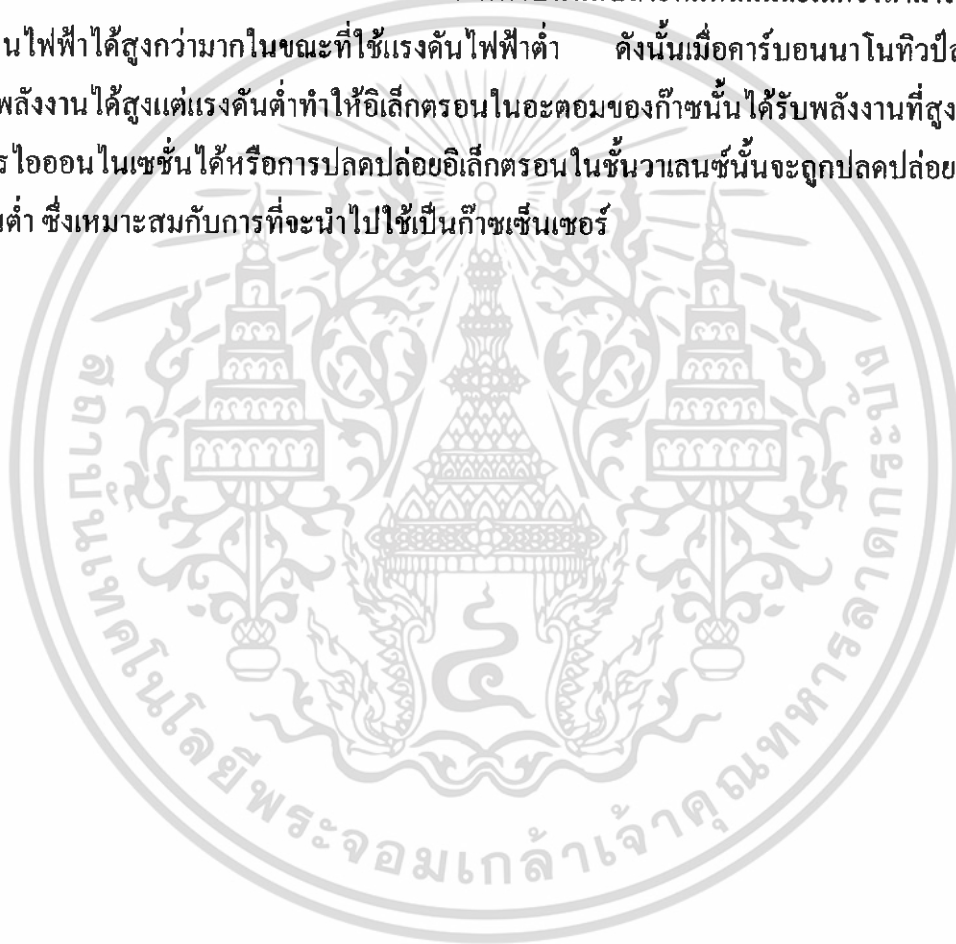 นไฟฟ้าได้สูงกว่ามากในขณะที่ใช้แรงดันไฟฟ้าต่ำ ดังนั้นเมื่อคาร์บอนนาโนทิวป์
พลังงานได้สูงแต่แรงดันต่ำทำให้อิเล็กตรอนในอะตอมของก๊าซนั้นได้รับพลังงานที่สูง
รไอออนไนเซชั่นได้หรือการปลดปล่อยอิเล็กตรอนในชั้นวาเลนซ์นั้นจะถูกปลดปล่อย
ต่ำ ซึ่งเหมาะสมกับการที่จะนำไปใช้เป็นก๊าซเซ็นเซอร์
สถาบันเทคโนโลยีพระจอมเกล้าเจ้าคุณทหารลาดกระบัง